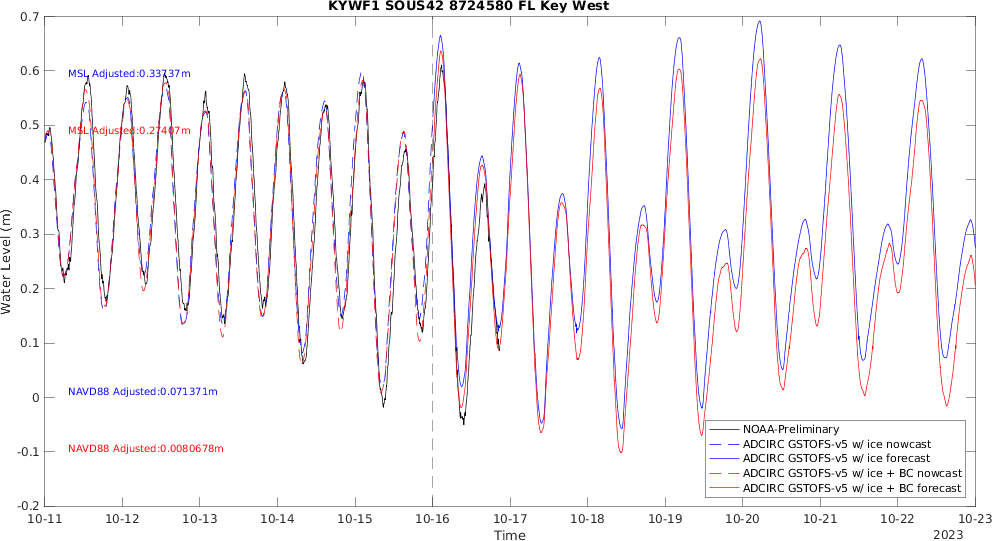 KYWF1 SOUS42 8724580 FL Key West
Water Level (m)
0.7
0.6
0.5
0.4
0.3
0.2
0.1
0
-0.1
-0.2
MSL Adjusted:0.33737m
MSL Adjusted:0.27407m
NAVD88 Adjusted:0.071371m
NAVD88 Adjusted:0.0080678m
NOAA-Preliminary
ADCIRC GSTOFS-v5 w/ ice nowcast
ADCIRC GSTOFS-v5 w/ ice forecast
ADCIRC GSTOFS-v5 w/ ice + BC nowcast
ADCIRC GSTOFS-v5 w/ ice + BC forecast
10-11 10-12 10-13 10-14 10-15 10-16 10-17 10-18 10-19 10-20 10-21 10-22 10-23
Time
2023